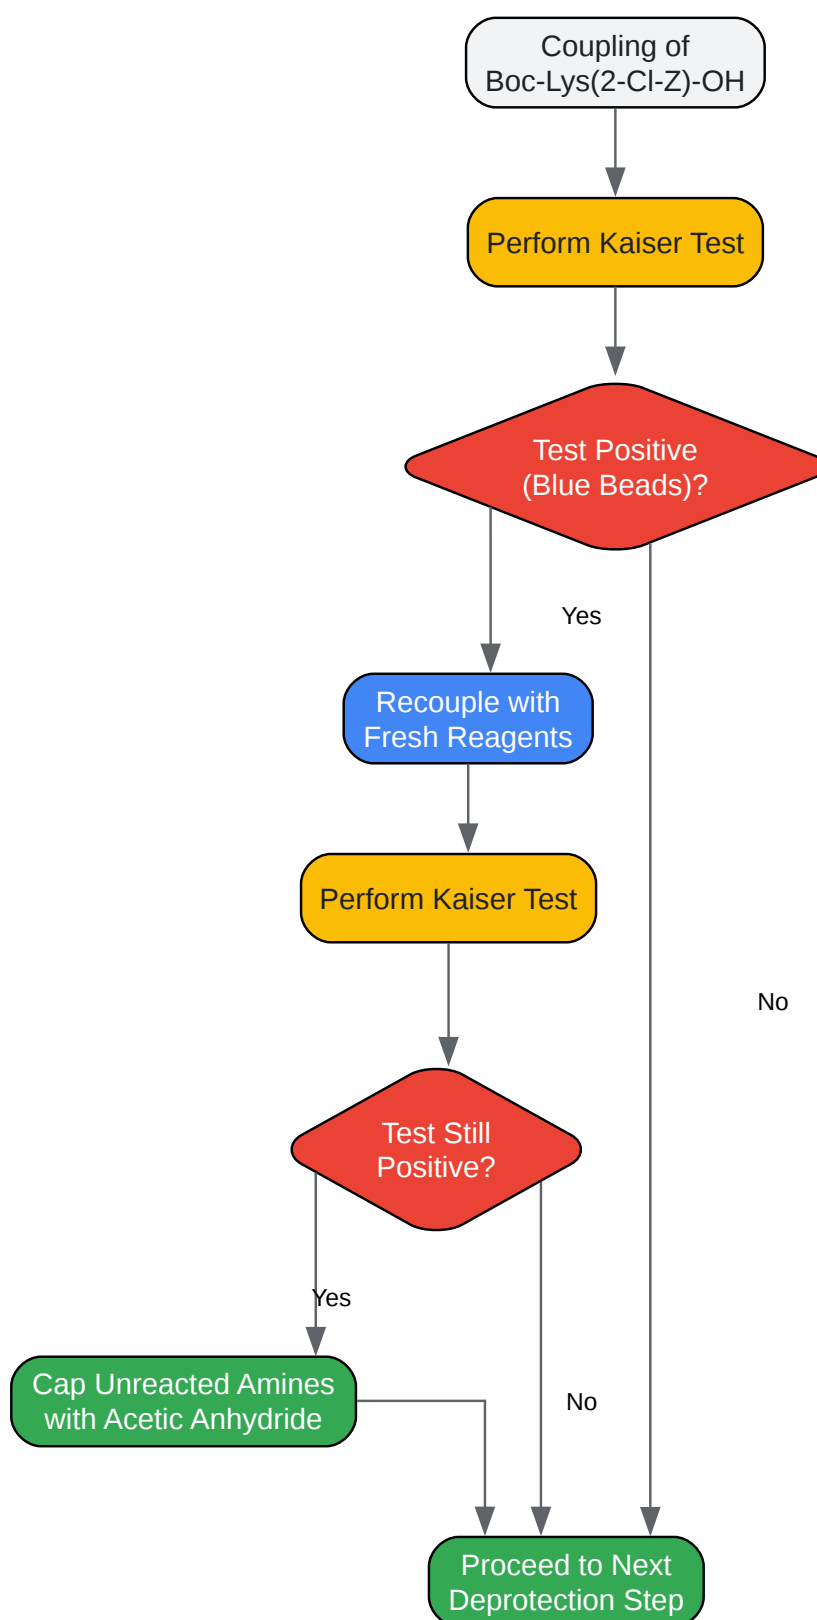 Coupling of
Boc-Lys(2-Cl-Z)-OH
Perform Kaiser Test
Test Positive
(Blue Beads)?
Yes
Recouple with
Fresh Reagents
Perform Kaiser Test
No
Test Still
Positive?
Yes
Cap Unreacted Amines
with Acetic Anhydride
No
Proceed to Next
Deprotection Step